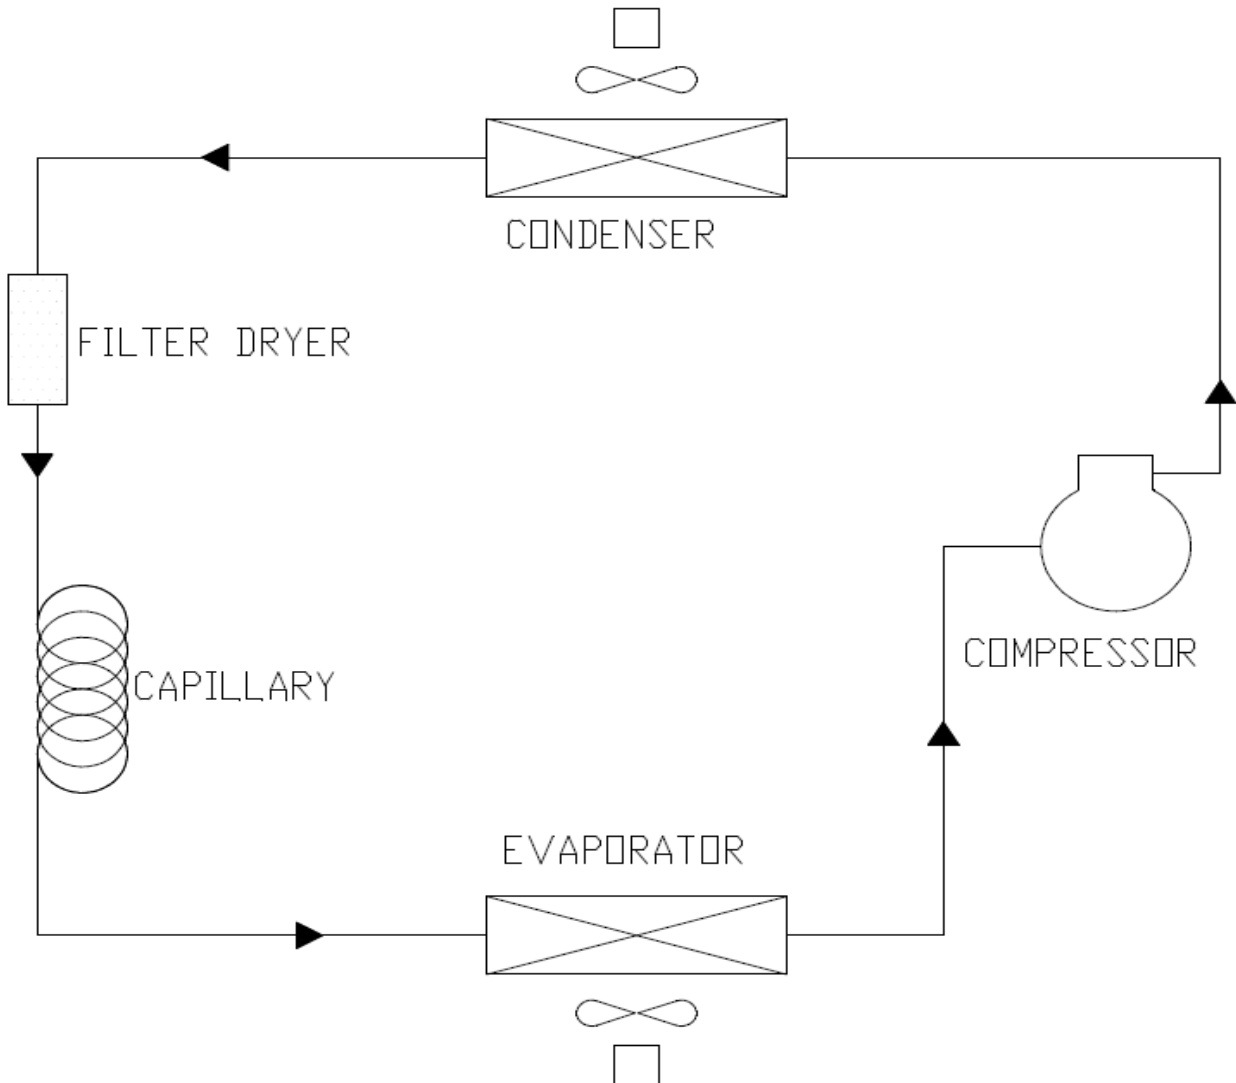 CONDENSER
FILTER DRYER
COMPRESSOR
CAPILLARY
EVAPORATOR